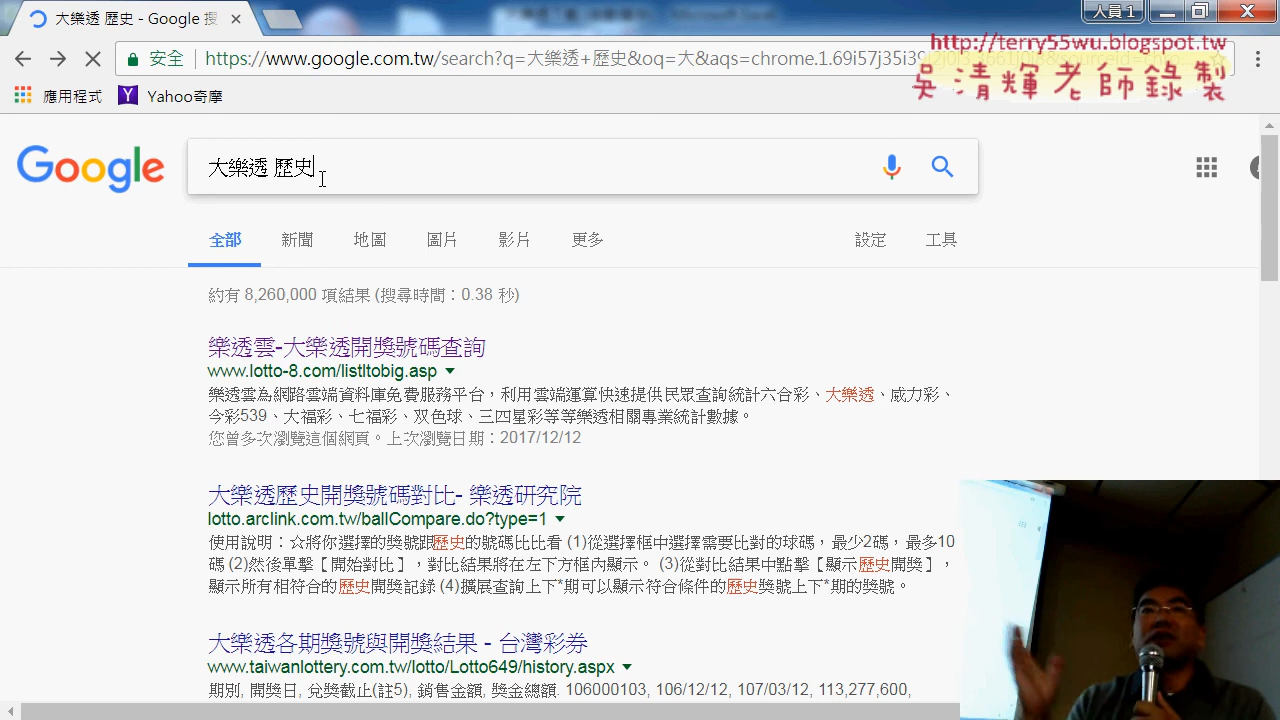 大樂透 歷史 - Google 搜
人員 1
安全
https://www.google.com.tw/search?q=大樂透+歷史&oq=大&aqs=chrome.1.69i57j35i39
http://terry55wu.blogspot.tw
吳清輝老師錄製
應用程式
Yahoo奇摩
Google
大樂透 歷史
全部
新聞
地圖
圖片
影片
更多
設定
工具
約有 8,260,000 項結果 (搜尋時間：0.38 秒)
樂透雲-大樂透開獎號碼查詢
www.lotto-8.com/listltobig.asp
樂透雲為網路雲端資料庫免費服務平台，利用雲端運算快速提供民眾查詢統計六合彩、大樂透、威力彩、
今彩539、大福彩、七福彩、双色球、三四星彩等等樂透相關專業統計數據。
您曾多次瀏覽這個網頁。上次瀏覽日期：2017/12/12
大樂透歷史開獎號碼對比- 樂透研究院
lotto.arclink.com.tw/ballCompare.do?type=1
使用說明：☆將你選擇的獎號跟歷史的號碼比比看 (1)從選擇框中選擇需要比對的球碼，最少2碼，最多10
碼 (2)然後單擊【開始對比】，對比結果將在左下方框內顯示。 (3)從對比結果中點擊【顯示歷史開獎】，
顯示所有相符合的歷史開獎記錄 (4)擴展查詢上下*期可以顯示符合條件的歷史獎號上下*期的獎號。
大樂透各期獎號與開獎結果 - 台灣彩券
www.taiwanlottery.com.tw/lotto/Lotto649/history.aspx
期別, 開獎日, 兌獎截止(註5), 銷售金額, 獎金總額. 106000103, 106/12/12, 107/03/12, 113,277,600,